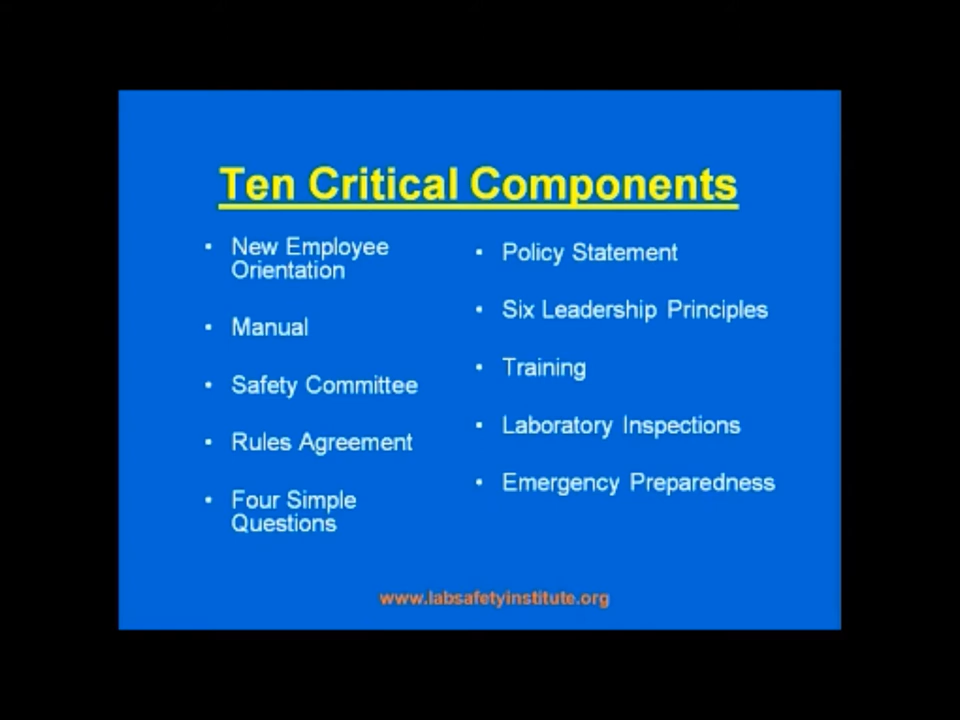 Ten Critical Components
• New Employee
Orientation
• Manual
• Safety Committee
• Rules Agreement
• Four Simple
Questions
• Policy Statement
• Six Leadership Principles
• Training
• Laboratory Inspections
• Emergency Preparedness
www.labsafetyinstitute.org